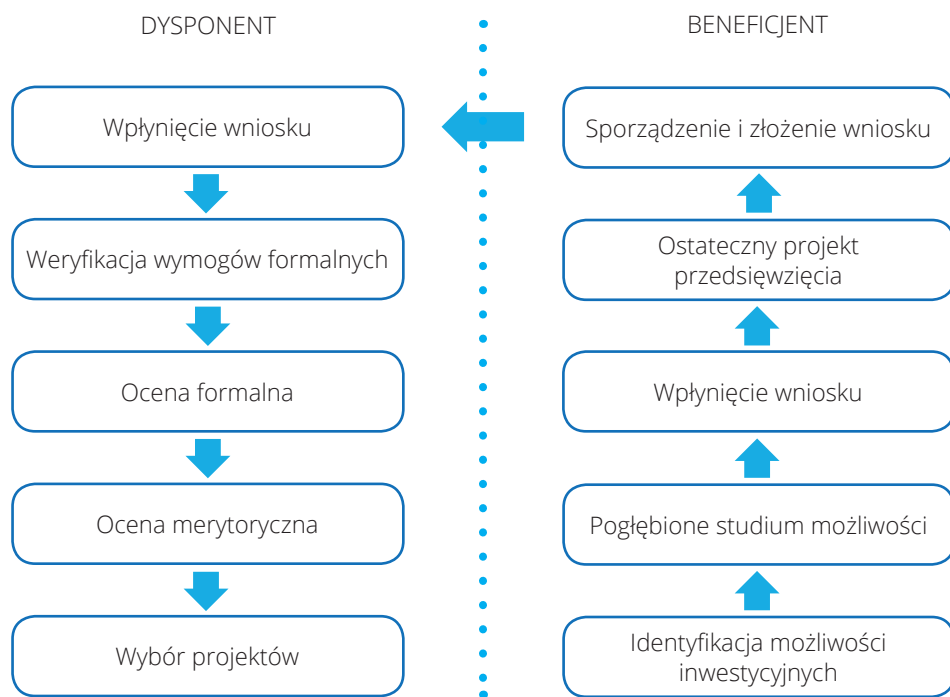 DYSPONENT
Wpłynięcie wniosku
Weryfikacja wymogów formalnych
Ocena formalna
Ocena merytoryczna
Wybór projektów
BENEFICJENT
Sporządzenie i złożenie wniosku
Ostateczny projekt
przedsięwzięcia
Wpłynięcie wniosku
Pogłębione studium możliwości
Identyfikacja możliwości
inwestycyjnych